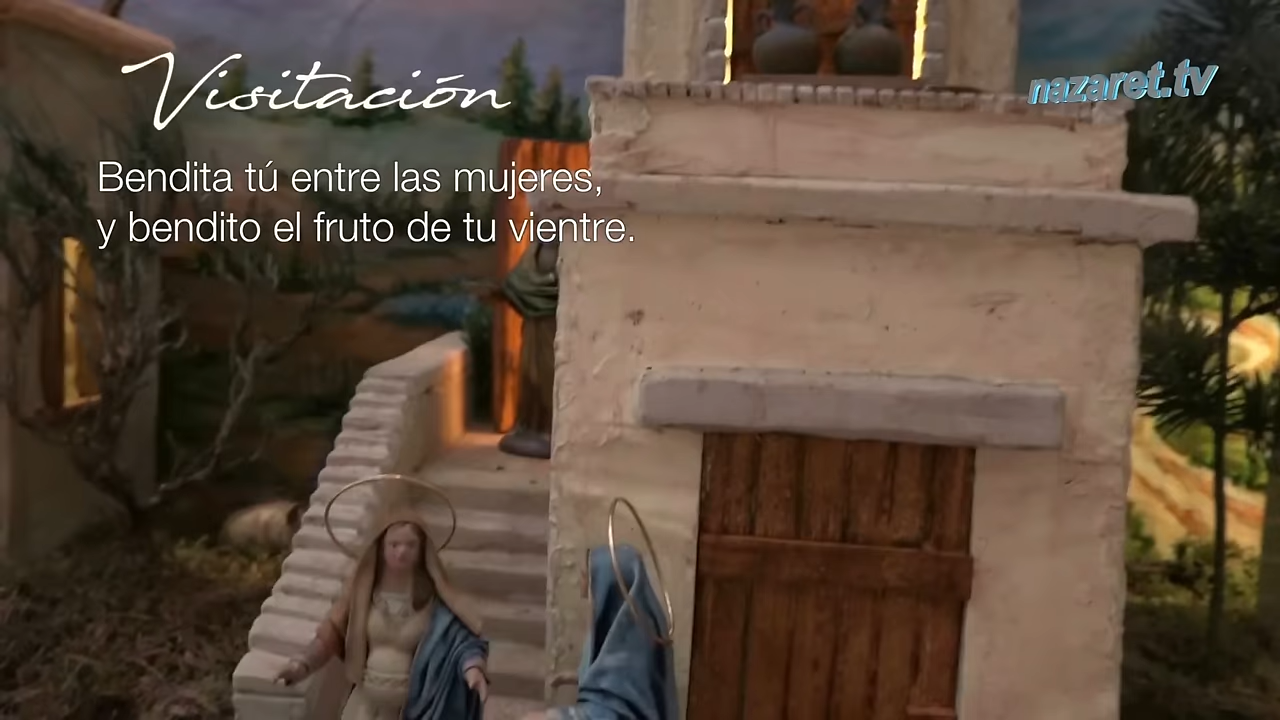 Visitación
nazaret.tv
Bendita tú entre las mujeres,
y bendito el fruto de tu vientre.